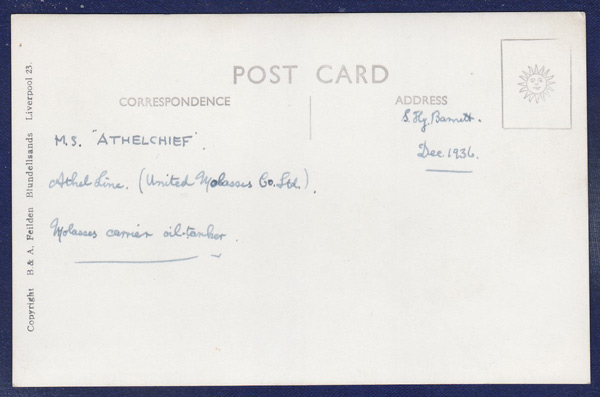 POST CARD
CORRESPONDENCE
ADDRESS
S. Hy. Barnett.
Dec. 1936.
M.S. "ATHELCHIEF".
Athel Line. (United Molasses Co. Ltd.).
Molasses carrier oil-tanker.
Copyright B & A. Feilden Blundellsands Liverpool 23.